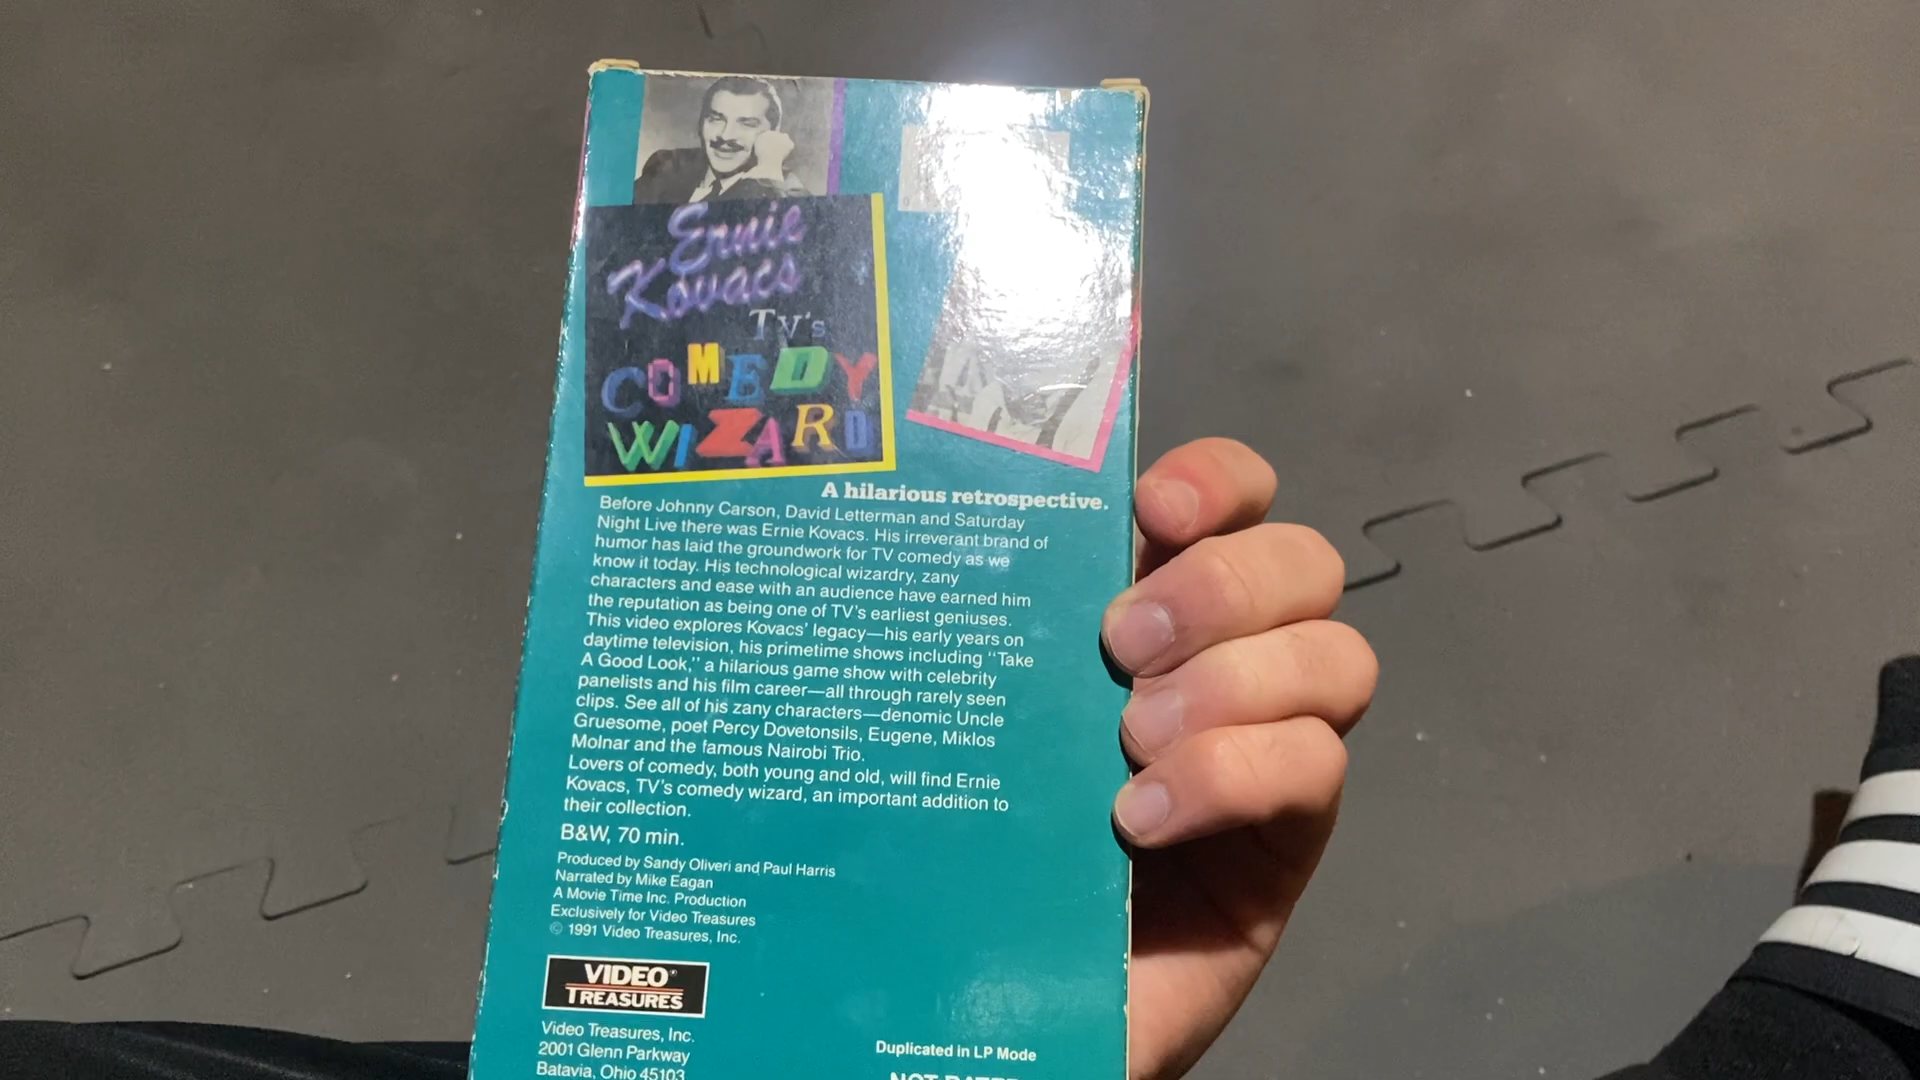 Ernie
Kovacs
TV's
COMEDY
WIZARD
A hilarious retrospective.
Before Johnny Carson, David Letterman and Saturday
Night Live there was Ernie Kovacs. His irreverant brand of
humor has laid the groundwork for TV comedy as we
know it today. His technological wizardry, zany
characters and ease with an audience have earned him
the reputation as being one of TV's earliest geniuses.
This video explores Kovacs' legacy—his early years on
daytime television, his primetime shows including "Take
A Good Look," a hilarious game show with celebrity
panelists and his film career—all through rarely seen
clips. See all of his zany characters—denomic Uncle
Gruesome, poet Percy Dovetonsils, Eugene, Miklos
Molnar and the famous Nairobi Trio.
Lovers of comedy, both young and old, will find Ernie
Kovacs, TV's comedy wizard, an important addition to
their collection.
B&W, 70 min.
Produced by Sandy Oliveri and Paul Harris
Narrated by Mike Eagan
A Movie Time Inc. Production
Exclusively for Video Treasures
© 1991 Video Treasures, Inc.
VIDEO®
TREASURES
Video Treasures, Inc.
2001 Glenn Parkway
Batavia, Ohio 45103
Duplicated in LP Mode
NOT RATED